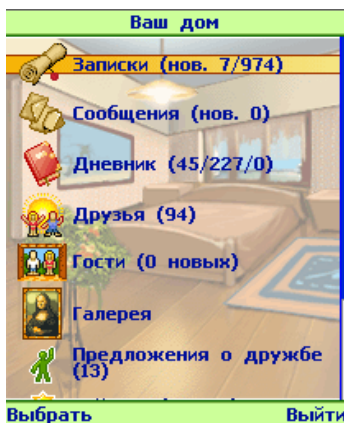 Ваш дом
Записки (нов. 7/974)
Сообщения (нов. 0)
Дневник (45/227/0)
Друзья (94)
Гости (0 новых)
Галерея
Предложения о дружбе
(13)
Выбрать Выйти